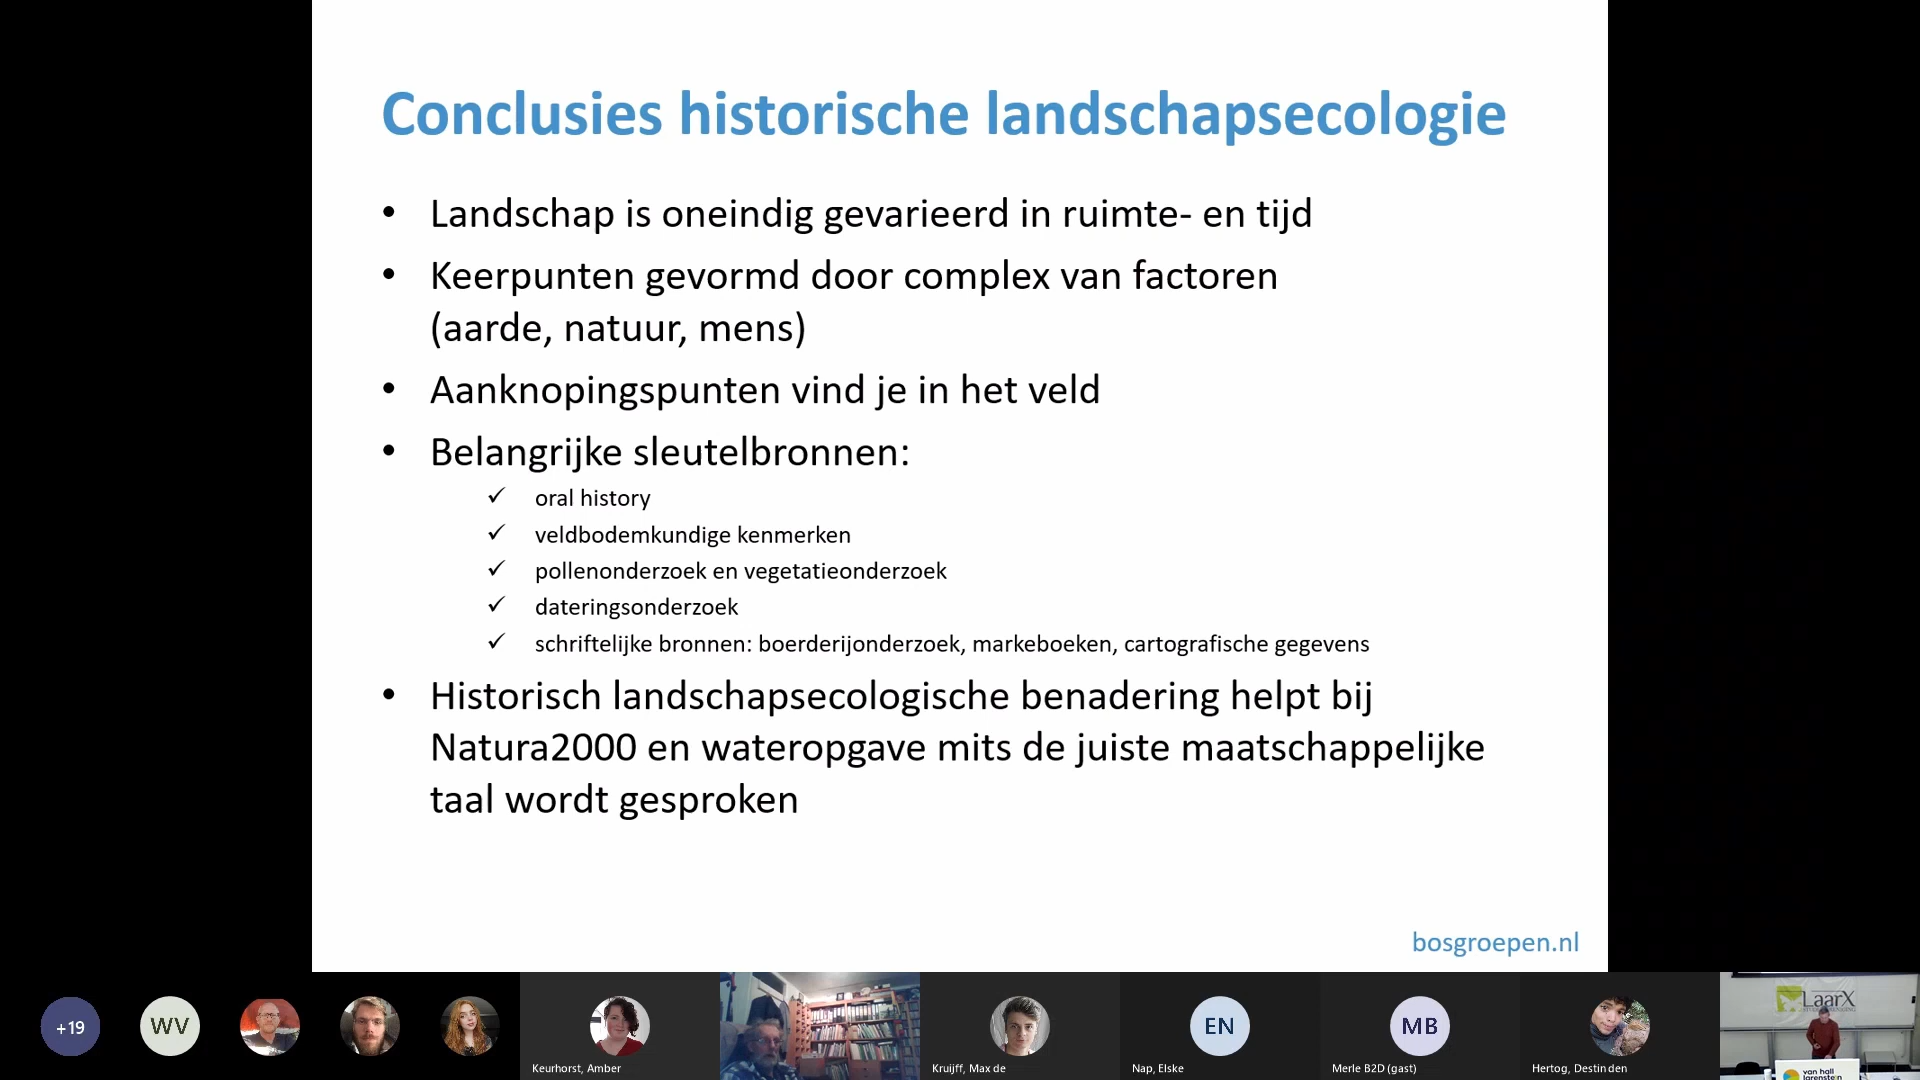 Conclusies historische landschapsecologie
• Landschap is oneindig gevarieerd in ruimte- en tijd
• Keerpunten gevormd door complex van factoren
(aarde, natuur, mens)
• Aanknopingspunten vind je in het veld
• Belangrijke sleutelbronnen:
✓ oral history
✓ veldbodemkundige kenmerken
✓ pollenonderzoek en vegetatieonderzoek
✓ dateringsonderzoek
✓ schriftelijke bronnen: boerderijonderzoek, markeboeken, cartografische gegevens
• Historisch landschapsecologische benadering helpt bij
Natura2000 en wateropgave mits de juiste maatschappelijke
taal wordt gesproken
bosgroepen.nl
+19
WV
EN
MB
LaarX
Keurhorst, Amber
Kruijff, Max de
Nap, Elske
Merle B2D (gast)
Hertog, Destin den
van hall
larenstein